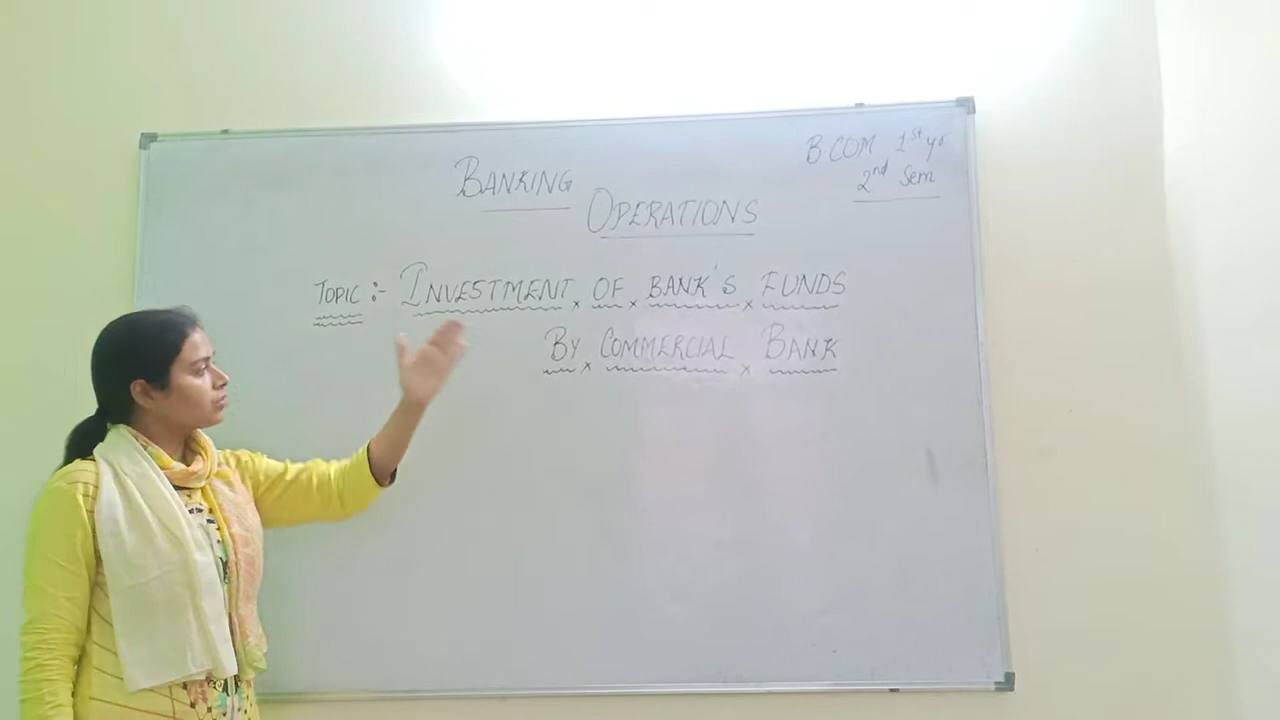 B COM 1st yr
2nd Sem
BANKING
OPERATIONS
TOPIC :- INVESTMENT OF BANK'S FUNDS
BY COMMERCIAL BANK